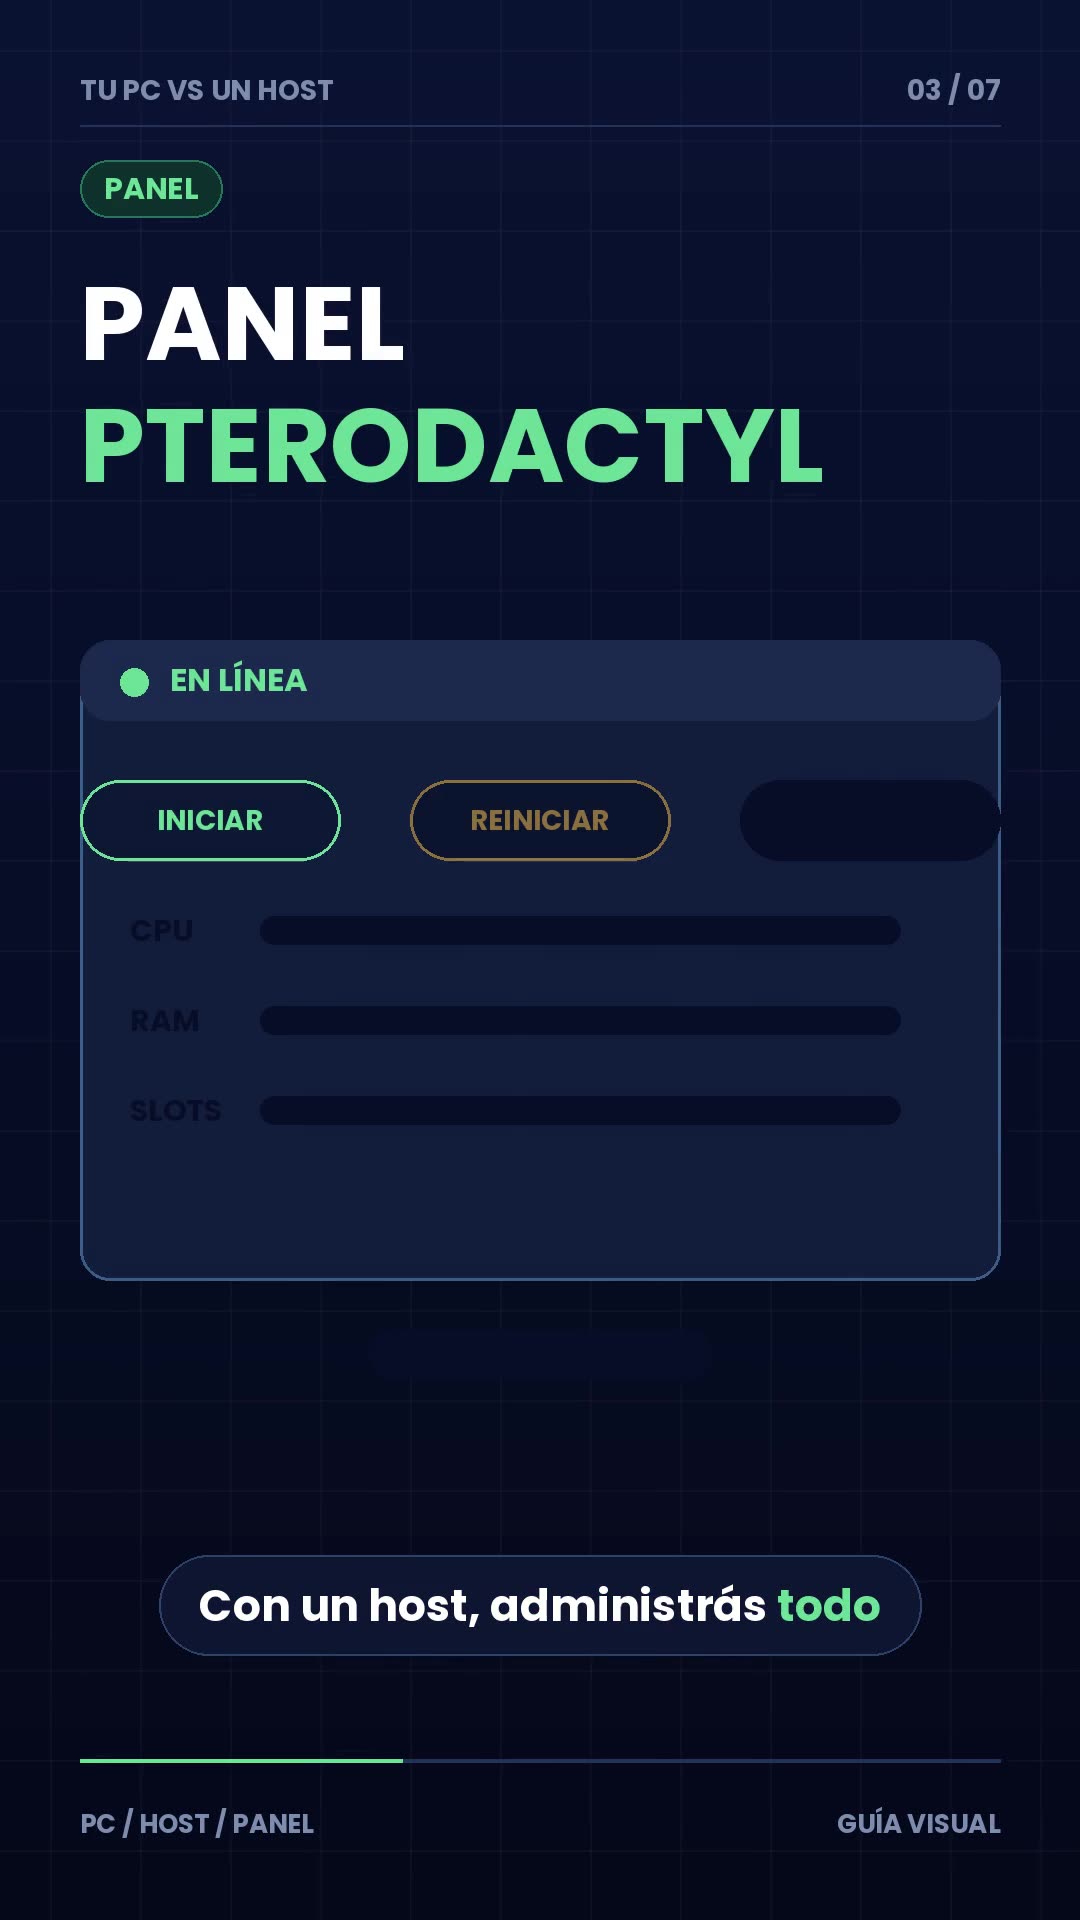 TU PC VS UN HOST
03 / 07
PANEL
PANEL
PTERODACTYL
EN LÍNEA
INICIAR
REINICIAR
CPU
RAM
SLOTS
Con un host, administrás todo
PC / HOST / PANEL
GUÍA VISUAL